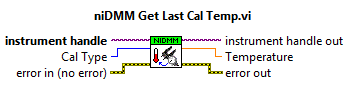 niDMM Get Last Cal Temp.vi
instrument handle
instrument handle out
NIDMM
Cal Type
Temperature
error in (no error)
error out